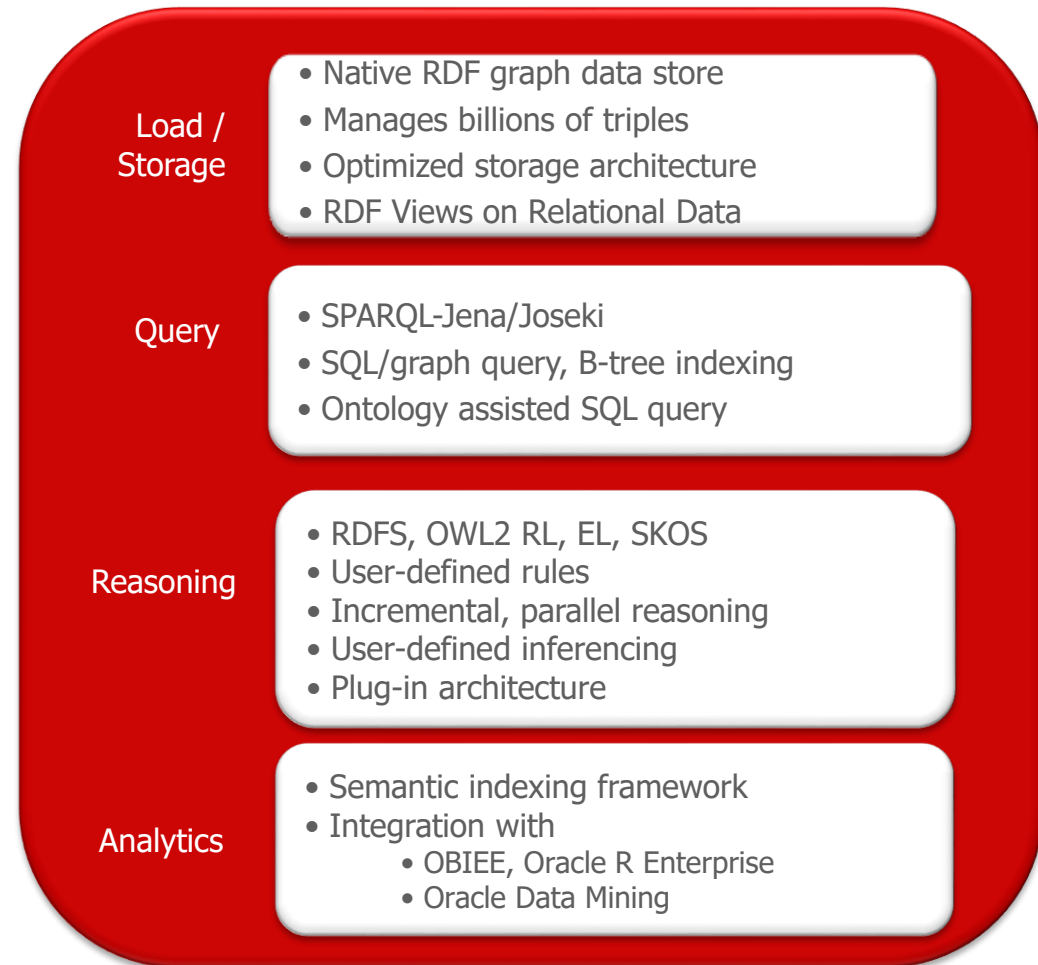 Load /
Storage
• Native RDF graph data store
• Manages billions of triples
• Optimized storage architecture
• RDF Views on Relational Data
Query
• SPARQL-Jena/Joseki
• SQL/graph query, B-tree indexing
• Ontology assisted SQL query
Reasoning
• RDFS, OWL2 RL, EL, SKOS
• User-defined rules
• Incremental, parallel reasoning
• User-defined inferencing
• Plug-in architecture
Analytics
• Semantic indexing framework
• Integration with
• OBIEE, Oracle R Enterprise
• Oracle Data Mining